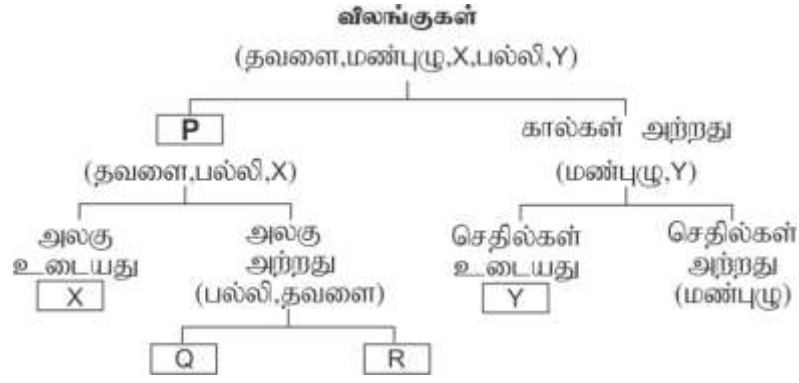 விலங்குகள்
(தவளை,மண்புழு,X,பல்லி,Y)
P
கால்கள் அற்றது
(தவளை,பல்லி,X)
(மண்புழு,Y)
அலகு
உடையது
X
அலகு
அற்றது
(பல்லி,தவளை)
செதில்கள்
உடையது
Y
செதில்கள்
அற்றது
(மண்புழு)
Q
R